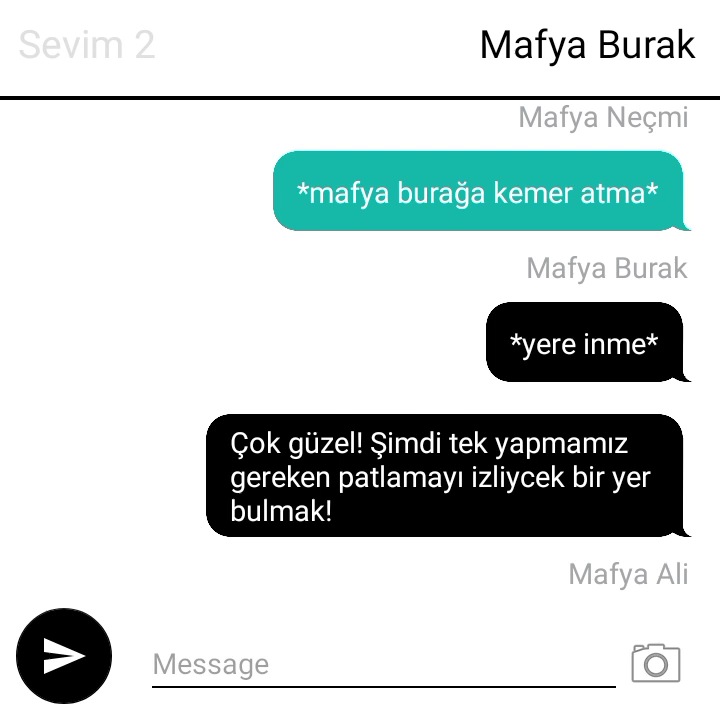 Sevim 2
Mafya Burak
Mafya Neçmi
*mafya burağa kemer atma*
Mafya Burak
*yere inme*
Çok güzel! Şimdi tek yapmamız
gereken patlamayı izliycek bir yer
bulmak!
Mafya Ali
Message